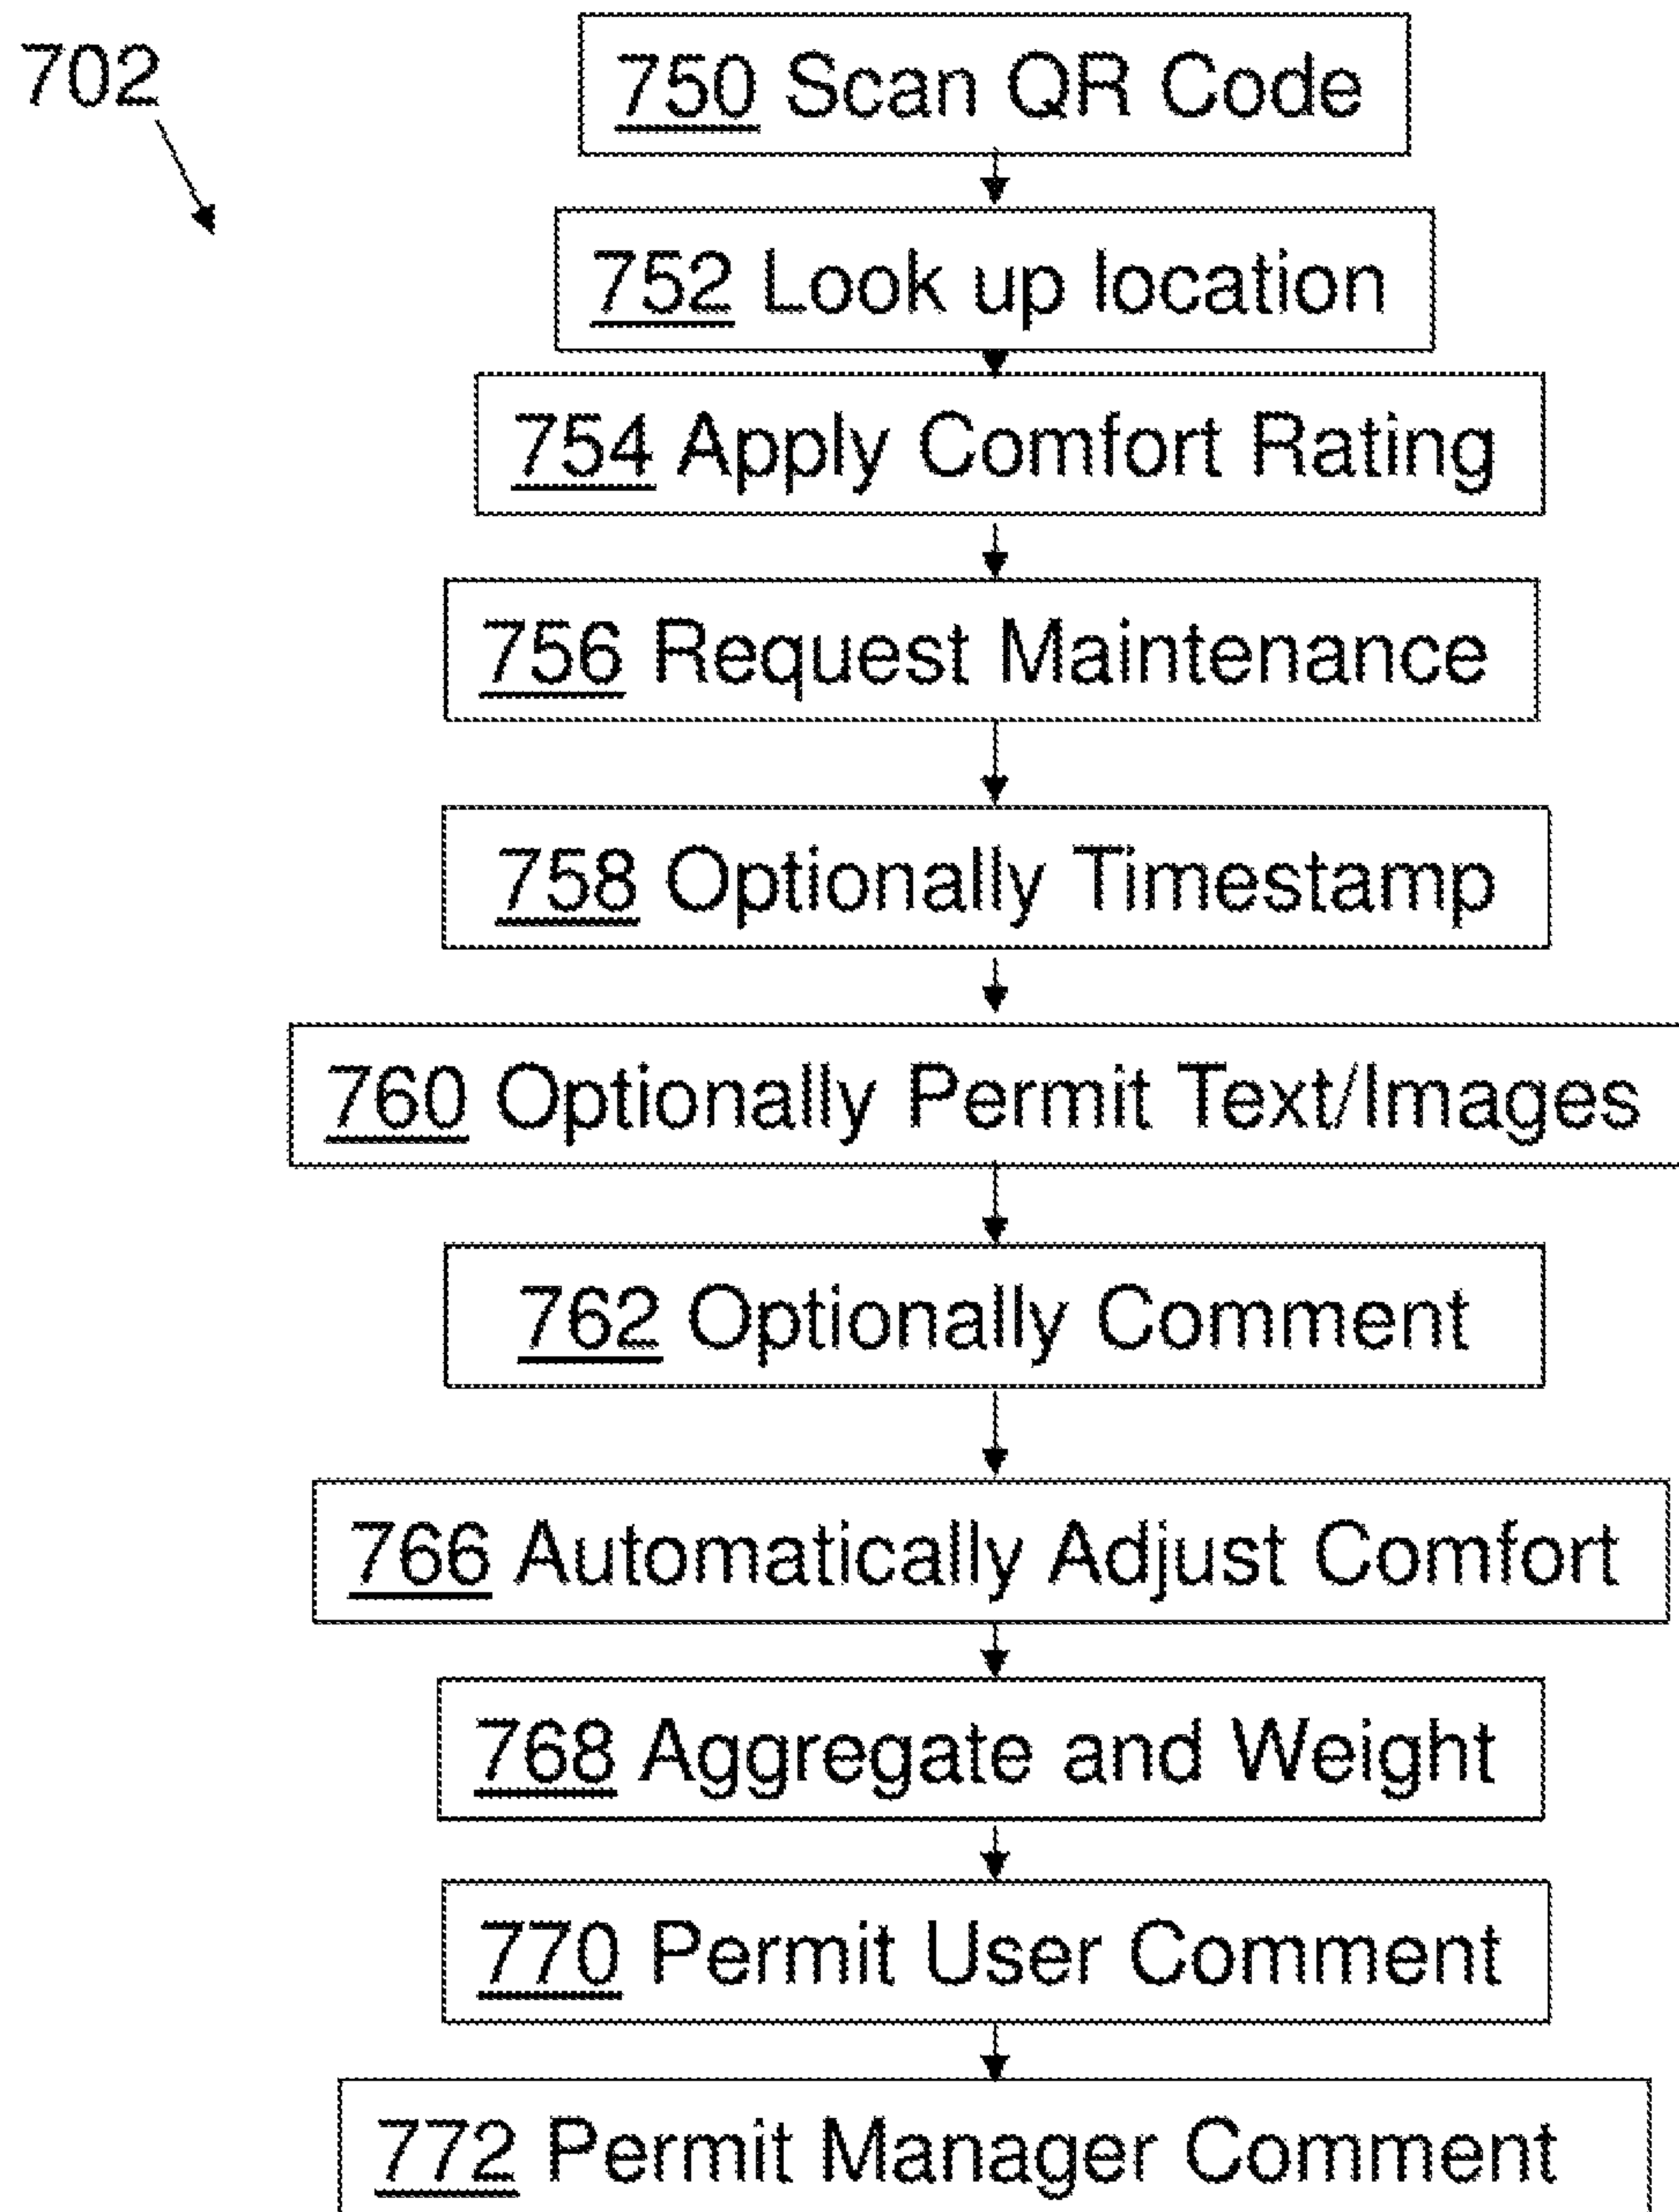 702
750 Scan QR Code
752 Look up location
754 Apply Comfort Rating
756 Request Maintenance
758 Optionally Timestamp
760 Optionally Permit Text/Images
762 Optionally Comment
766 Automatically Adjust Comfort
768 Aggregate and Weight
770 Permit User Comment
772 Permit Manager Comment